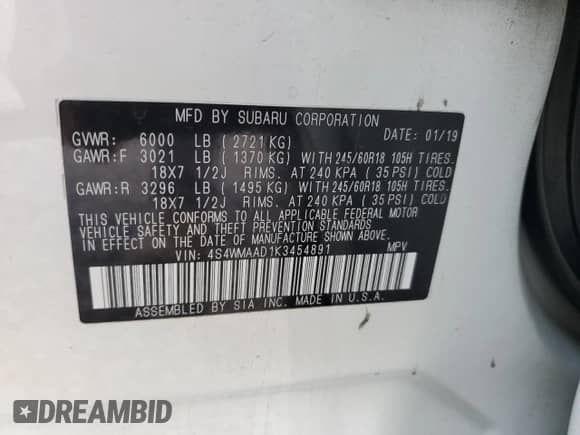 MFD BY SUBARU CORPORATION
GVWR: 6000 LB ( 2721 KG) DATE: 01/19
GAWR:F 3021 LB ( 1370 KG) WITH 245/60R18 105H TIRES.
18X7 1/2J RIMS. AT 240 KPA ( 35 PSI) COLD
GAWR:R 3296 LB ( 1495 KG) WITH 245/60R18 105H TIRES.
18X7 1/2J RIMS. AT 240 KPA ( 35 PSI) COLD
THIS VEHICLE CONFORMS TO ALL APPLICABLE FEDERAL MOTOR
VEHICLE SAFETY AND THEFT PREVENTION STANDARDS IN EFFECT
ON THE DATE OF MANUFACTURE SHOWN ABOVE.
VIN: 4S4WMAAD1K3454891 MPV
ASSEMBLED BY SIA INC. MADE IN U.S.A.
DREAMBID